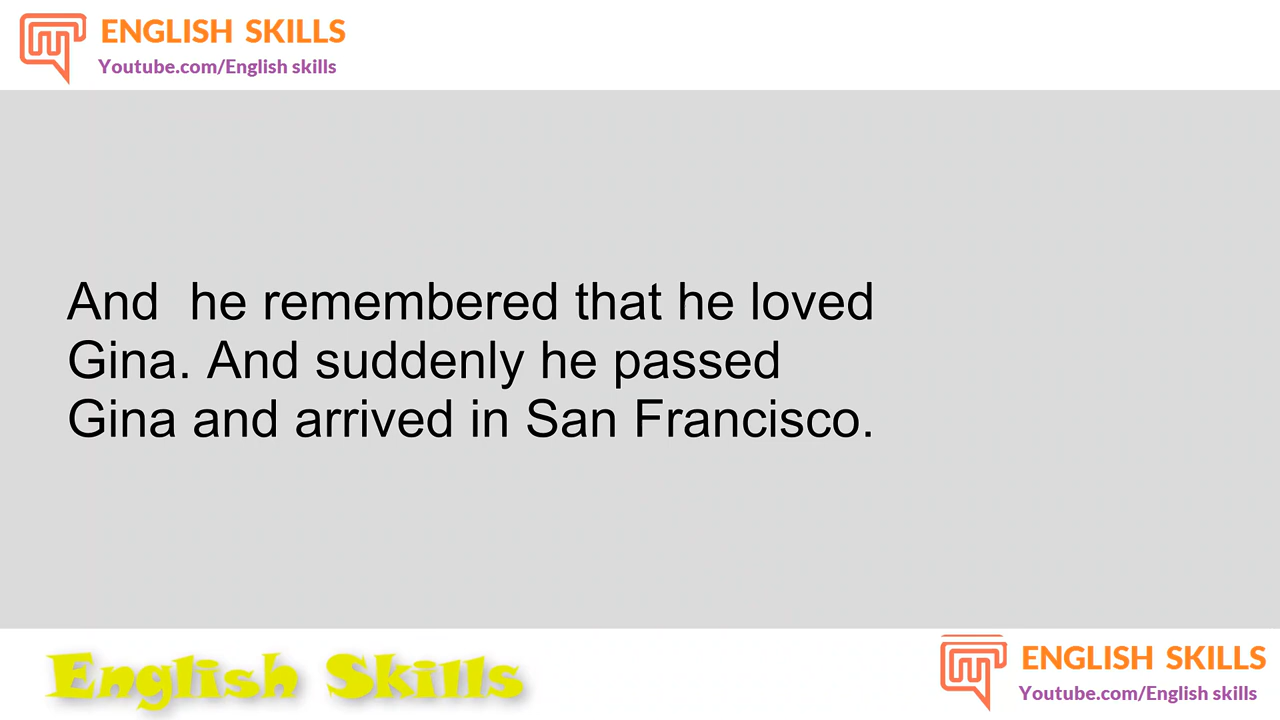 ENGLISH SKILLS
Youtube.com/English skills
And  he remembered that he loved
Gina. And suddenly he passed
Gina and arrived in San Francisco.
English Skills
ENGLISH SKILLS
Youtube.com/English skills